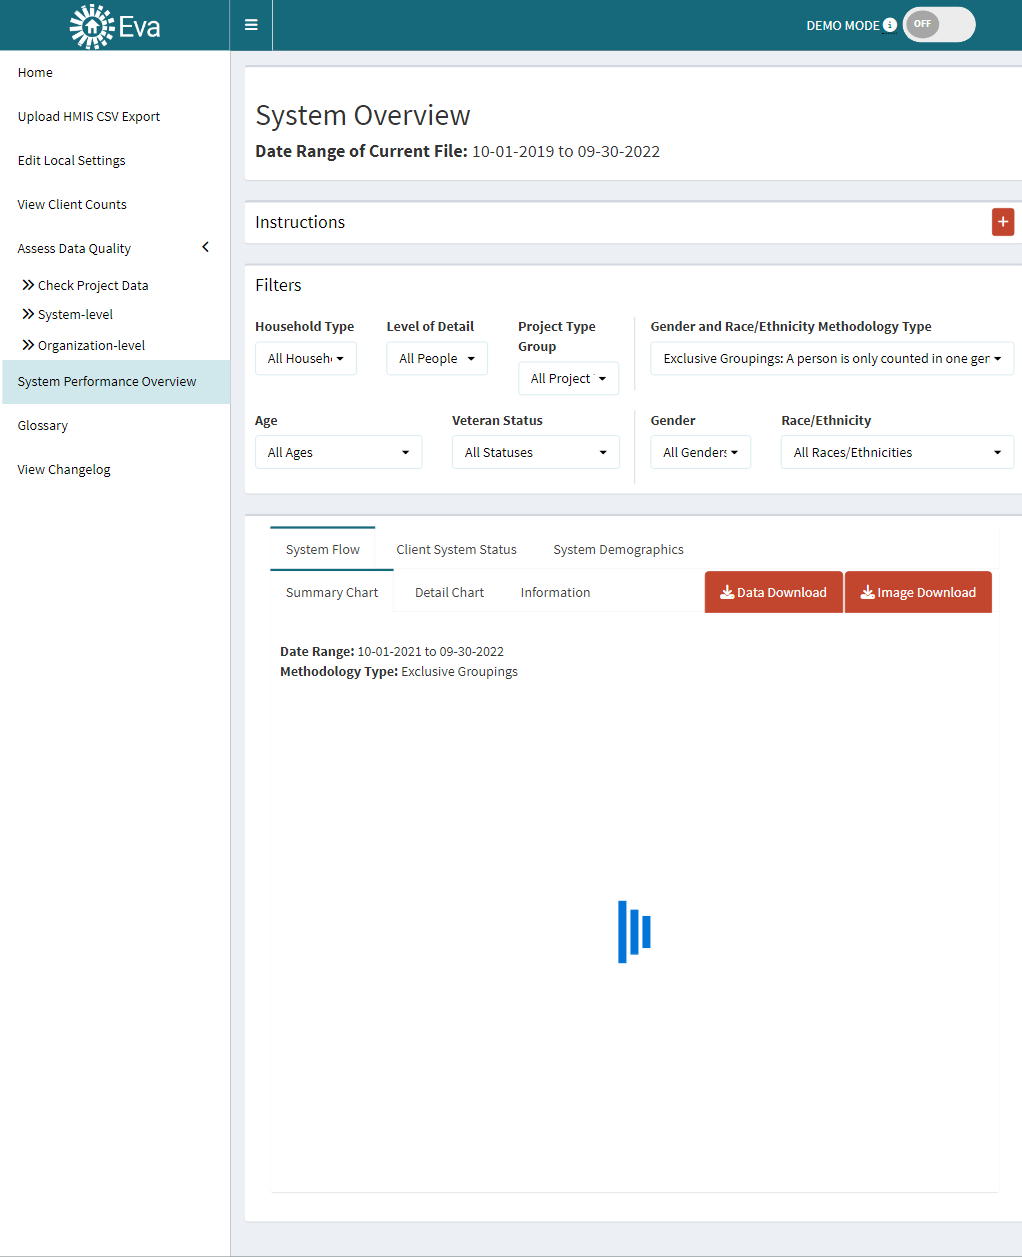 Eva
DEMO MODE
OFF
Home
Upload HMIS CSV Export
Edit Local Settings
View Client Counts
Assess Data Quality
Check Project Data
System-level
Organization-level
System Performance Overview
Glossary
View Changelog
System Overview
Date Range of Current File: 10-01-2019 to 09-30-2022
Instructions
Filters
Household Type
All Househ
Level of Detail
All People
Project Type
Group
All Project
Gender and Race/Ethnicity Methodology Type
Exclusive Groupings: A person is only counted in one ger
Age
All Ages
Veteran Status
All Statuses
Gender
All Genders
Race/Ethnicity
All Races/Ethnicities
System Flow Client System Status System Demographics
Summary Chart Detail Chart Information Data Download Image Download
Date Range: 10-01-2021 to 09-30-2022
Methodology Type: Exclusive Groupings